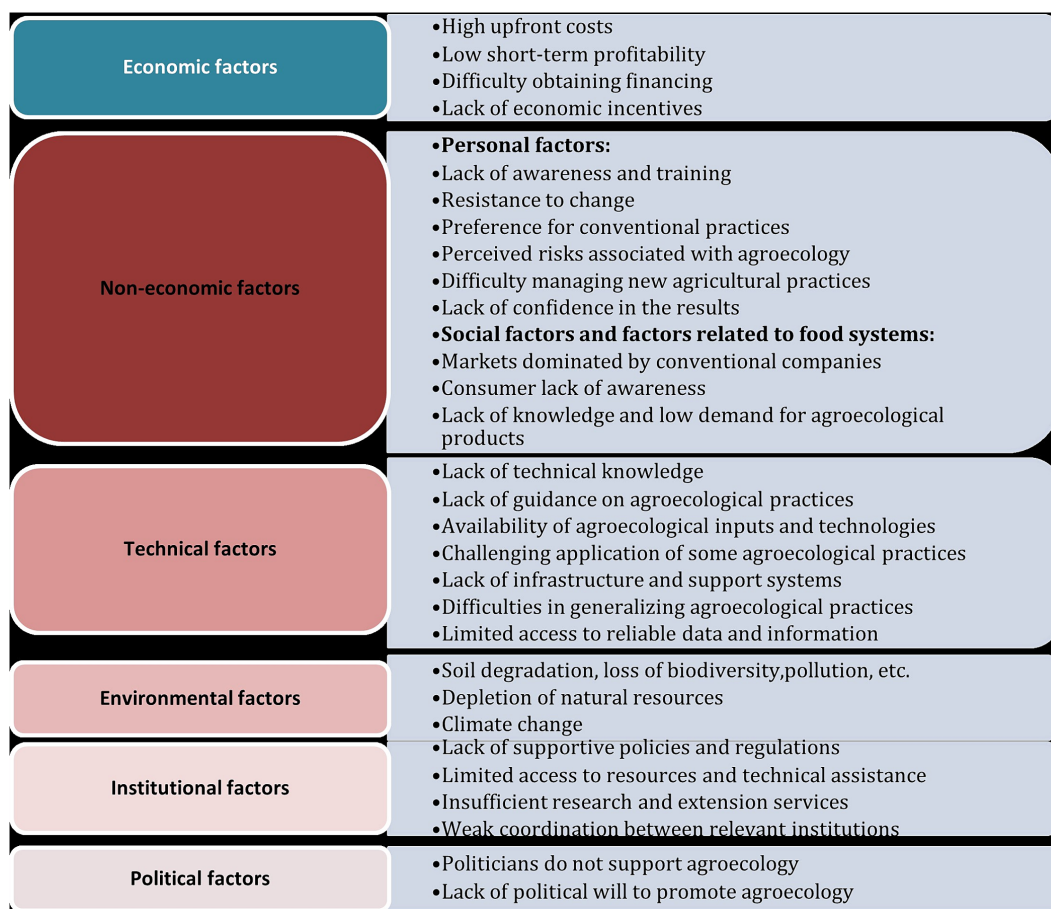 Economic factors
•High upfront costs
•Low short-term profitability
•Difficulty obtaining financing
•Lack of economic incentives
Non-economic factors
•Personal factors:
•Lack of awareness and training
•Resistance to change
•Preference for conventional practices
•Perceived risks associated with agroecology
•Difficulty managing new agricultural practices
•Lack of confidence in the results
•Social factors and factors related to food systems:
•Markets dominated by conventional companies
•Consumer lack of awareness
•Lack of knowledge and low demand for agroecological
products
Technical factors
•Lack of technical knowledge
•Lack of guidance on agroecological practices
•Availability of agroecological inputs and technologies
•Challenging application of some agroecological practices
•Lack of infrastructure and support systems
•Difficulties in generalizing agroecological practices
•Limited access to reliable data and information
Environmental factors
•Soil degradation, loss of biodiversity,pollution, etc.
•Depletion of natural resources
•Climate change
Institutional factors
•Lack of supportive policies and regulations
•Limited access to resources and technical assistance
•Insufficient research and extension services
•Weak coordination between relevant institutions
Political factors
•Politicians do not support agroecology
•Lack of political will to promote agroecology